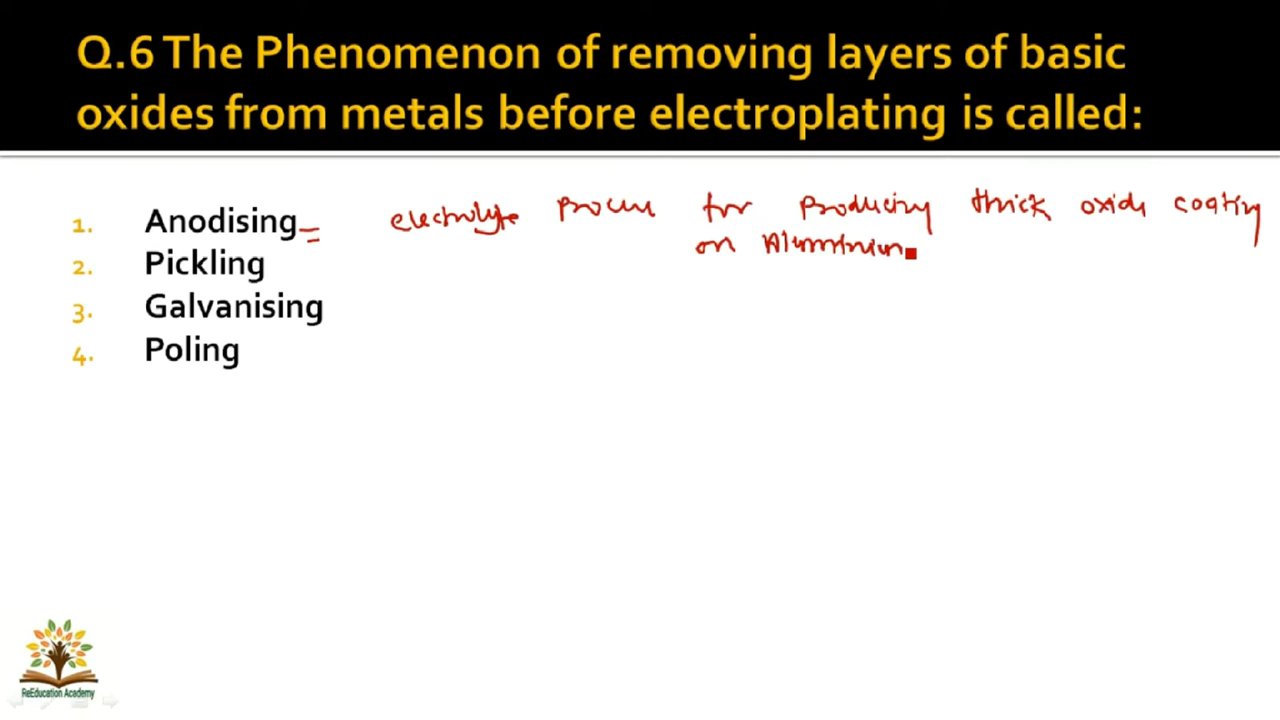 Q.6 The Phenomenon of removing layers of basic
oxides from metals before electroplating is called:
1. Anodising = electrolyte process for producing thick oxide coating
on Aluminium
2. Pickling
3. Galvanising
4. Poling
ReEducation Academy